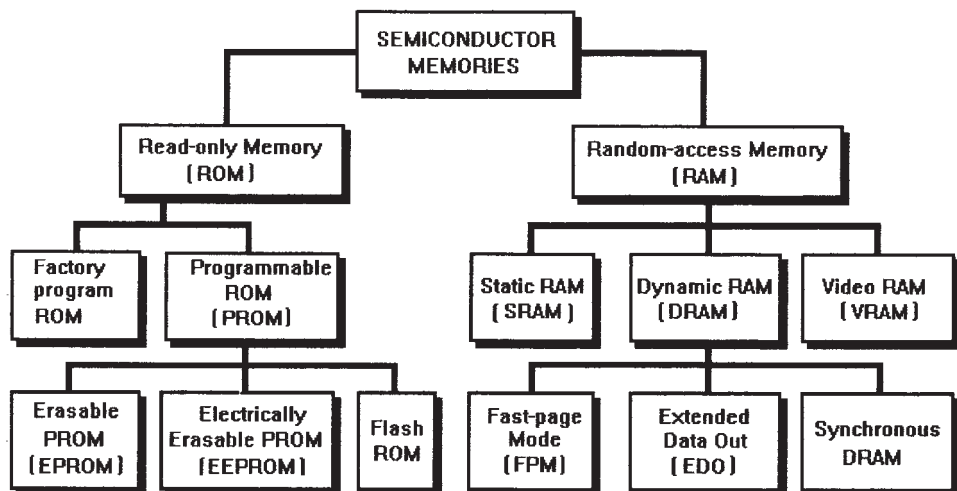 SEMICONDUCTOR
MEMORIES
Read-only Memory
(ROM)
Random-access Memory
(RAM)
Factory
program
ROM
Programmable
ROM
(PROM)
Static RAM
(SRAM)
Dynamic RAM
(DRAM)
Video RAM
(VRAM)
Erasable
PROM
(EPROM)
Electrically
Erasable PROM
(EEPROM)
Flash
ROM
Fast-page
Mode
(FPM)
Extended
Data Out
(EDO)
Synchronous
DRAM